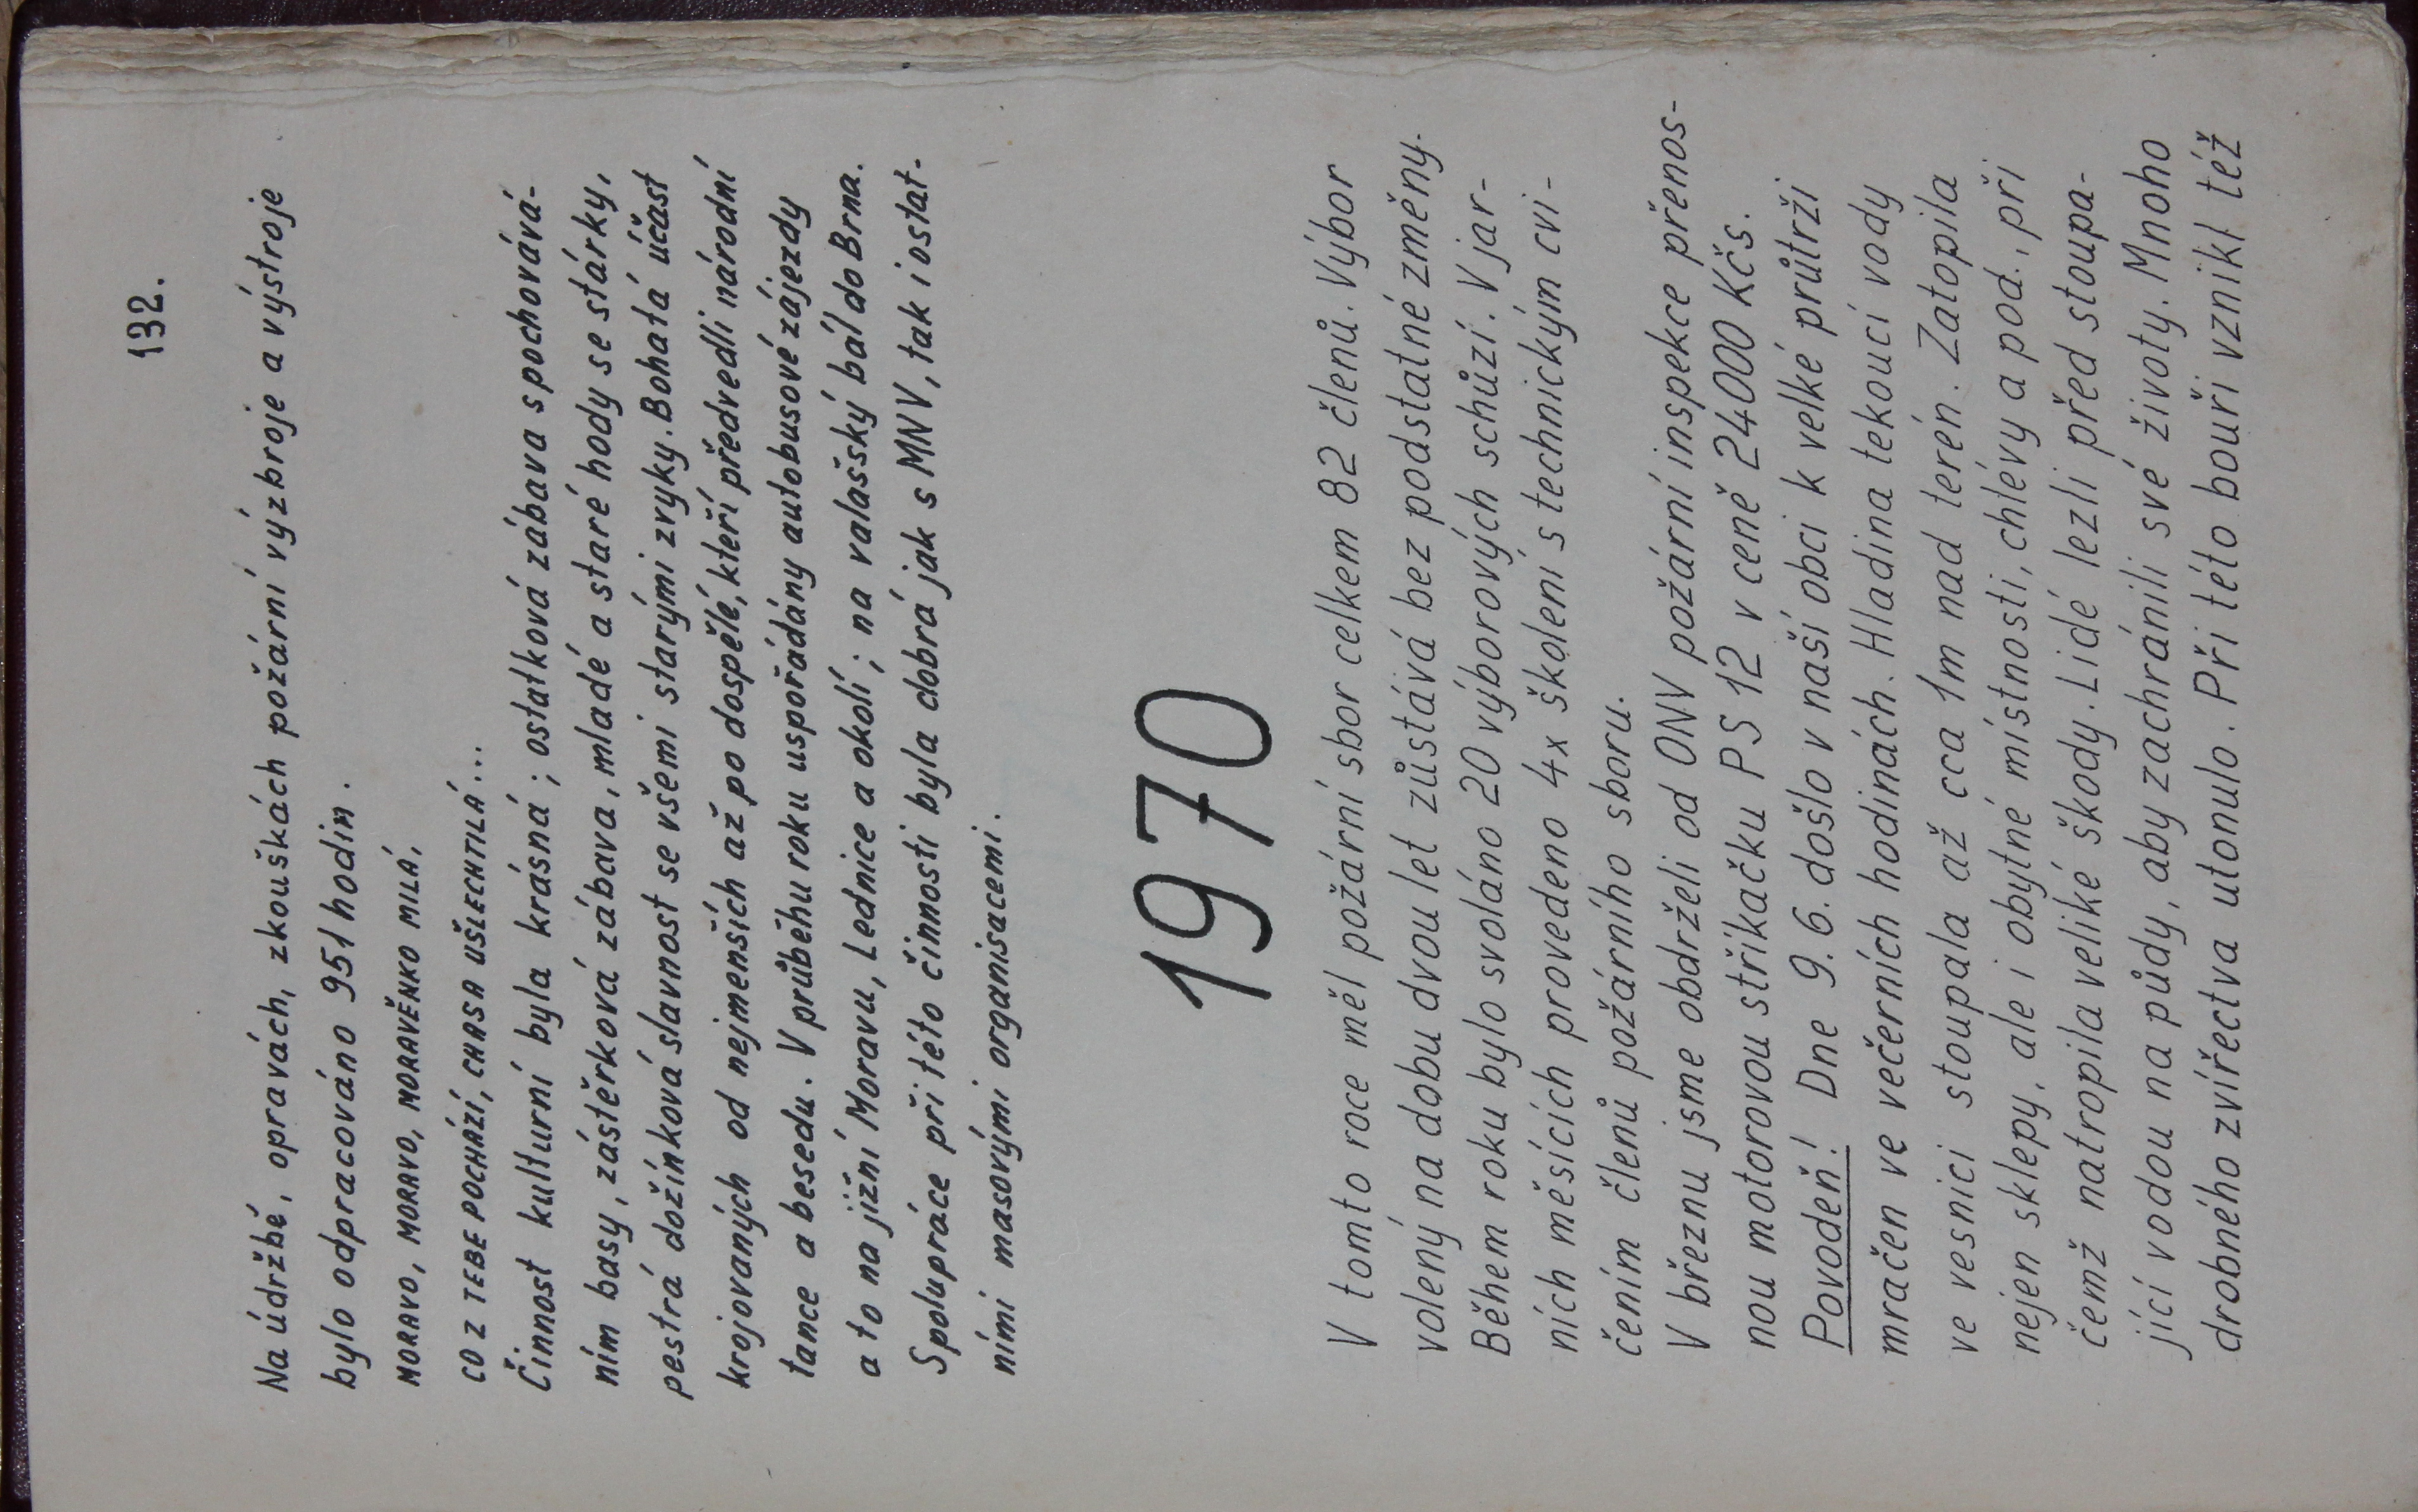 132.
Na údržbě, opravách, zkouškách požární výzbroje a výstroje
bylo odpracováno 951 hodin.
MORAVO, MORAVO, MORAVĚNKO MILÁ,
CO Z TEBE POCHÁZÍ, CHASA UŠLECHTILÁ...
Činnost kulturní byla krásná; ostatková zábava s pochovává-
ním basy, zástěrková zábava, mladé a staré hody se stárky,
pestrá dožínková slavnost se všemi starými zvyky. Bohatá účast
krojovaných od nejmenších až po dospělé, kteří předvedli národní
tance a besedu. V průběhu roku uspořádány autobusové zájezdy
a to na jižní Moravu, Lednice a okolí; na valašský bál do Brna.
Spolupráce při této činnosti byla dobrá jak s MNV, tak i ostat-
ními masovými organisacemi.
1970
V tomto roce měl požární sbor celkem 82 členů. Výbor
volený na dobu dvou let zůstává bez podstatné změny.
Během roku bylo svoláno 20 výborových schůzí. V jar-
ních měsících provedeno 4x školení s technickým cvi-
čením členů požárního sboru.
V březnu jsme obdrželi od ONV požární inspekce přenos-
nou motorovou stříkačku PS 12 v ceně 24000 Kčs.
Povodeň! Dne 9.6. došlo v naší obci k velké průtrži
mračen ve večerních hodinách. Hladina tekoucí vody
ve vesnici stoupala až cca 1m nad terén. Zatopila
nejen sklepy, ale i obytné místnosti, chlévy a pod., při
čemž natropila veliké škody. Lidé lezli před stoupa-
jící vodou na půdy, aby zachránili své životy. Mnoho
drobného zvířectva utonulo. Při této bouři vznikl též